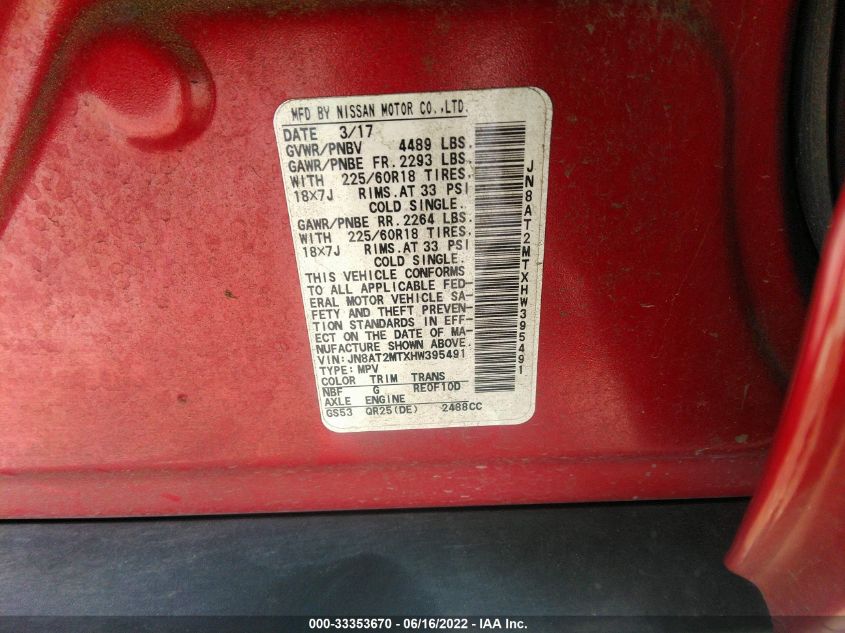 MFD BY NISSAN MOTOR CO.,LTD.
DATE 3/17
GVWR/PNBV 4489 LBS.
GAWR/PNBE FR. 2293 LBS.
WITH 225/60R18 TIRES.
18X7J RIMS. AT 33 PSI
COLD SINGLE.
GAWR/PNBE RR. 2264 LBS.
WITH 225/60R18 TIRES.
18X7J RIMS. AT 33 PSI
COLD SINGLE.
THIS VEHICLE CONFORMS
TO ALL APPLICABLE FED-
ERAL MOTOR VEHICLE SA-
FETY AND THEFT PREVEN-
TION STANDARDS IN EFF-
ECT ON THE DATE OF MA-
NUFACTURE SHOWN ABOVE.
VIN: JN8AT2MTXHW395491
TYPE: MPV
COLOR TRIM TRANS
NBF G RE0F10D
AXLE ENGINE
GS53 QR25(DE) 2488CC
JN8AT2MTXHW395491
000-33353670 - 06/16/2022 - IAA Inc.